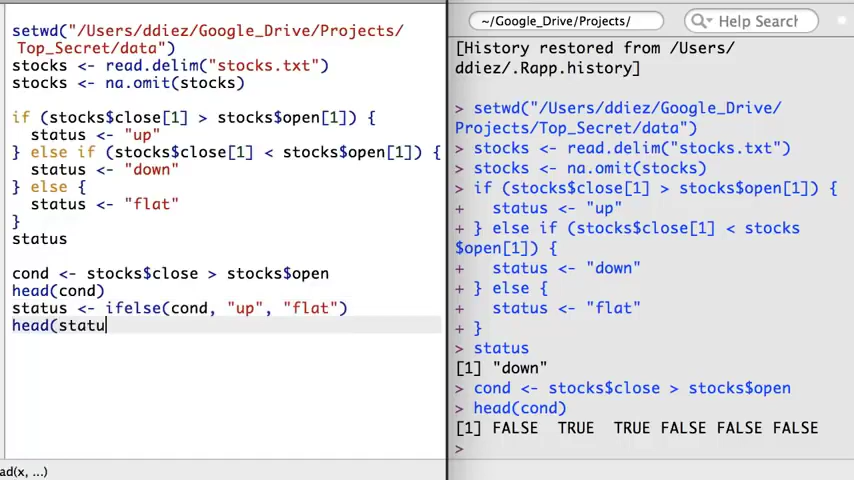 setwd("/Users/ddiez/Google_Drive/Projects/
Top_Secret/data")
stocks <- read.delim("stocks.txt")
stocks <- na.omit(stocks)
if (stocks$close[1] > stocks$open[1]) {
  status <- "up"
} else if (stocks$close[1] < stocks$open[1]) {
  status <- "down"
} else {
  status <- "flat"
}
status
cond <- stocks$close > stocks$open
head(cond)
status <- ifelse(cond, "up", "flat")
head(statu
ad(x, ...)
~/Google_Drive/Projects/
Help Search
[History restored from /Users/
ddiez/.Rapp.history]
> setwd("/Users/ddiez/Google_Drive/
Projects/Top_Secret/data")
> stocks <- read.delim("stocks.txt")
> stocks <- na.omit(stocks)
> if (stocks$close[1] > stocks$open[1]) {
+   status <- "up"
+ } else if (stocks$close[1] < stocks
$open[1]) {
+   status <- "down"
+ } else {
+   status <- "flat"
+ }
> status
[1] "down"
> cond <- stocks$close > stocks$open
> head(cond)
[1] FALSE  TRUE  TRUE FALSE FALSE FALSE
>